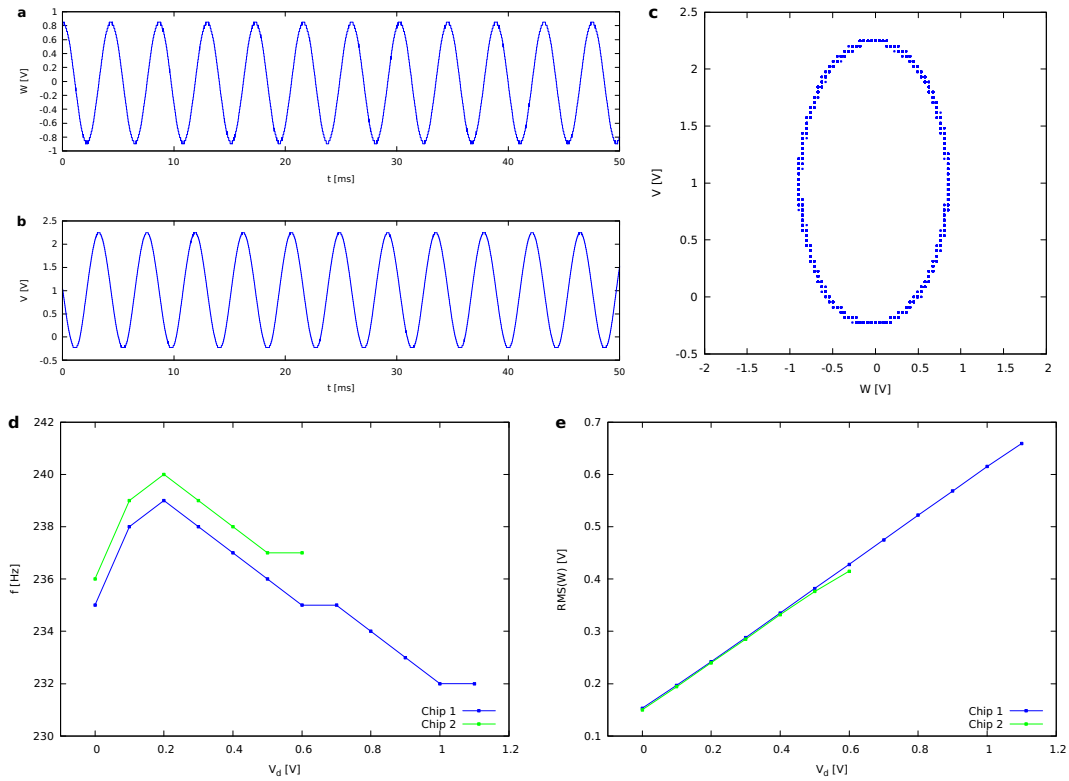 a
1
0.8
0.6
0.4
0.2
0
-0.2
-0.4
-0.6
-0.8
-1
W [V]
0 10 20 30 40 50
t [ms]
b
2.5
2
1.5
1
0.5
0
-0.5
V [V]
0 10 20 30 40 50
t [ms]
c
2.5
2
1.5
1
0.5
0
-0.5
V [V]
-2 -1.5 -1 -0.5 0 0.5 1 1.5 2
W [V]
d
242
240
238
236
234
232
230
f [Hz]
Chip 1
Chip 2
0 0.2 0.4 0.6 0.8 1 1.2
V_d [V]
e
0.7
0.6
0.5
0.4
0.3
0.2
0.1
RMS(W) [V]
Chip 1
Chip 2
0 0.2 0.4 0.6 0.8 1 1.2
V_d [V]